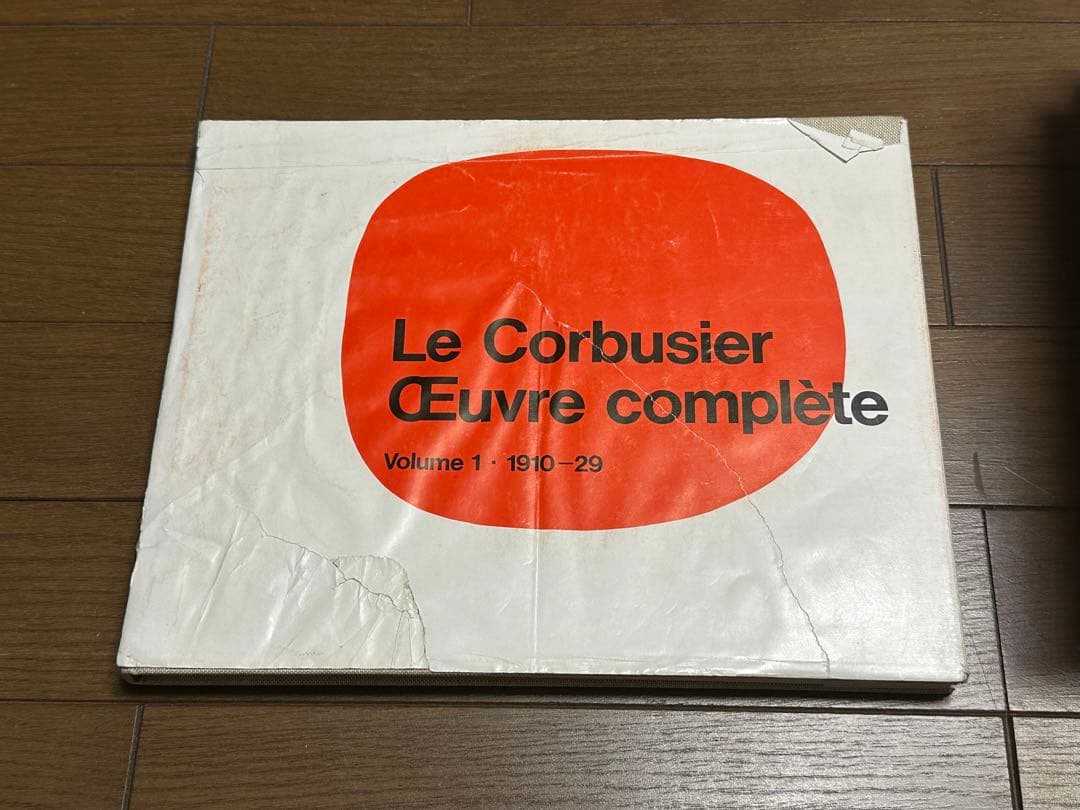 Le Corbusier
Œuvre complète
Volume 1 · 1910–29